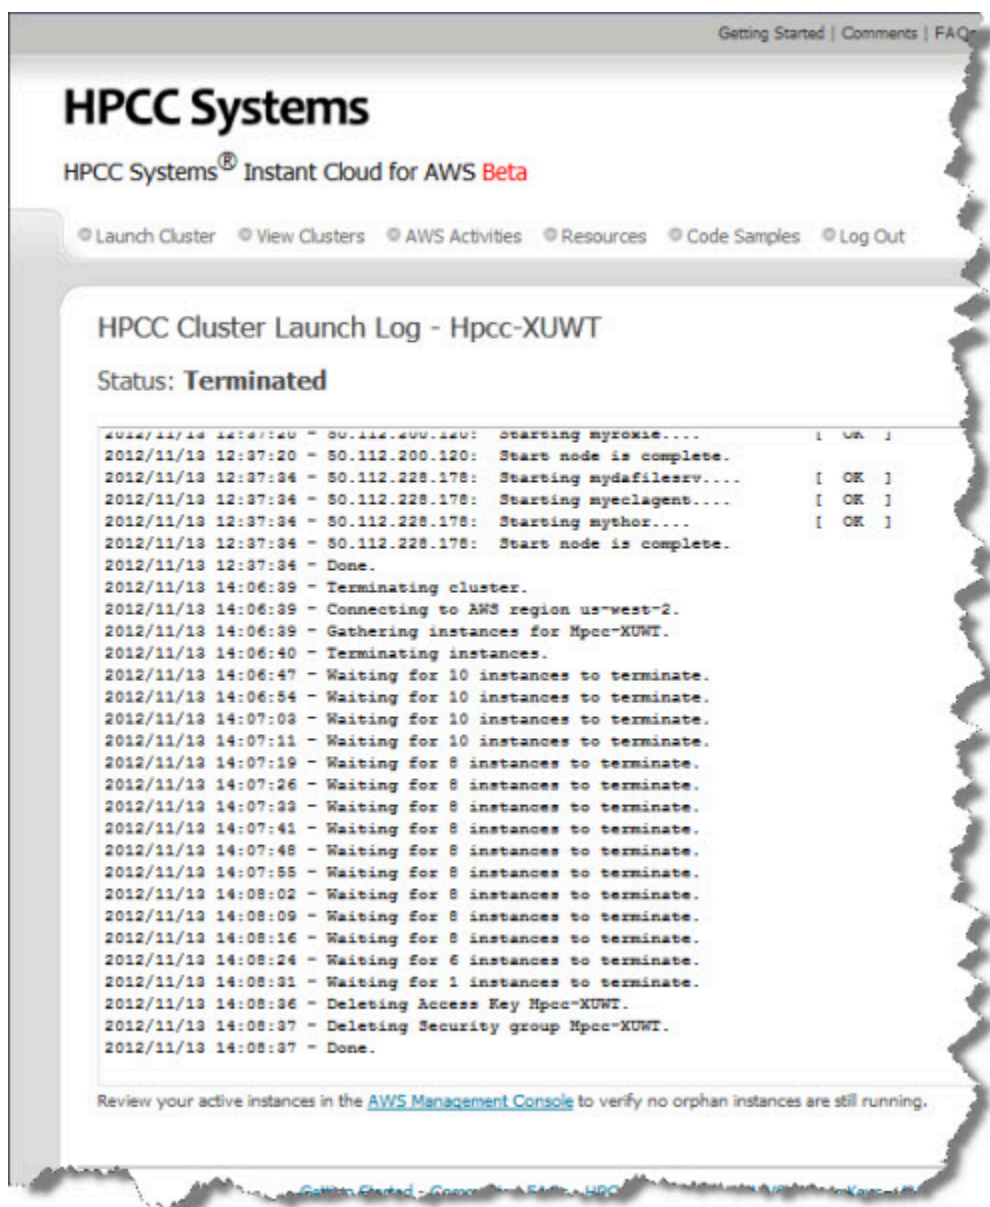 Getting Started | Comments | FAQs
HPCC Systems
HPCC Systems® Instant Cloud for AWS Beta
Launch Cluster View Clusters AWS Activities Resources Code Samples Log Out
HPCC Cluster Launch Log - Hpcc-XUWT
Status: Terminated
2012/11/13 12:37:20 - 50.112.200.120: Starting myroxie.... [ OK ]
2012/11/13 12:37:20 - 50.112.200.120: Start node is complete.
2012/11/13 12:37:34 - 50.112.228.178: Starting mydafilesrv.... [ OK ]
2012/11/13 12:37:34 - 50.112.228.178: Starting myeclagent.... [ OK ]
2012/11/13 12:37:34 - 50.112.228.178: Starting mythor.... [ OK ]
2012/11/13 12:37:34 - 50.112.228.178: Start node is complete.
2012/11/13 12:37:34 - Done.
2012/11/13 14:06:39 - Terminating cluster.
2012/11/13 14:06:39 - Connecting to AWS region us-west-2.
2012/11/13 14:06:39 - Gathering instances for Hpcc-XUWT.
2012/11/13 14:06:40 - Terminating instances.
2012/11/13 14:06:47 - Waiting for 10 instances to terminate.
2012/11/13 14:06:54 - Waiting for 10 instances to terminate.
2012/11/13 14:07:03 - Waiting for 10 instances to terminate.
2012/11/13 14:07:11 - Waiting for 10 instances to terminate.
2012/11/13 14:07:19 - Waiting for 8 instances to terminate.
2012/11/13 14:07:26 - Waiting for 8 instances to terminate.
2012/11/13 14:07:33 - Waiting for 8 instances to terminate.
2012/11/13 14:07:41 - Waiting for 8 instances to terminate.
2012/11/13 14:07:48 - Waiting for 8 instances to terminate.
2012/11/13 14:07:55 - Waiting for 8 instances to terminate.
2012/11/13 14:08:02 - Waiting for 8 instances to terminate.
2012/11/13 14:08:09 - Waiting for 8 instances to terminate.
2012/11/13 14:08:16 - Waiting for 8 instances to terminate.
2012/11/13 14:08:24 - Waiting for 6 instances to terminate.
2012/11/13 14:08:31 - Waiting for 1 instances to terminate.
2012/11/13 14:08:36 - Deleting Access Key Hpcc-XUWT.
2012/11/13 14:08:37 - Deleting Security group Hpcc-XUWT.
2012/11/13 14:08:37 - Done.
Review your active instances in the AWS Management Console to verify no orphan instances are still running.